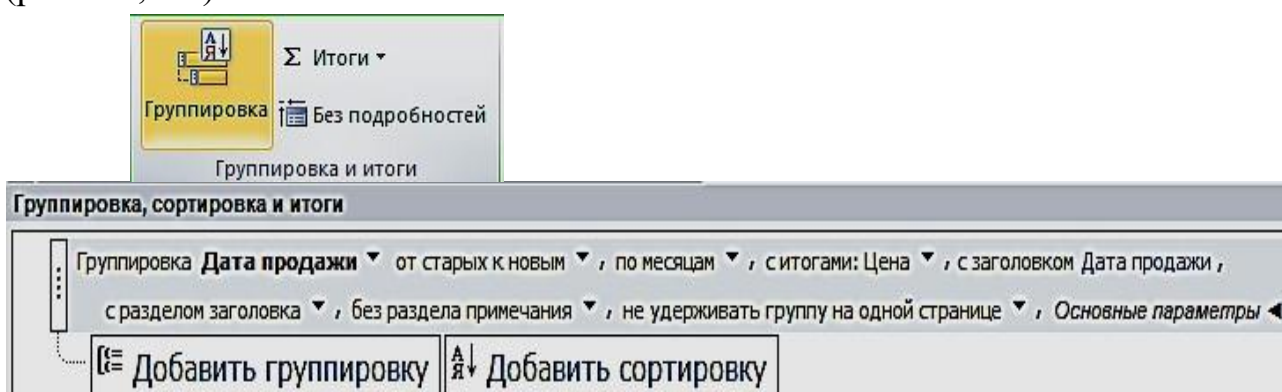 Σ Итоги
Группировка
Без подробностей
Группировка и итоги
Группировка, сортировка и итоги
Группировка Дата продажи ▼ от старых к новым ▼ , по месяцам ▼ , с итогами: Цена ▼ , с заголовком Дата продажи ,
с разделом заголовка ▼ , без раздела примечания ▼ , не удерживать группу на одной странице ▼ , Основные параметры ◄
Добавить группировку
Добавить сортировку